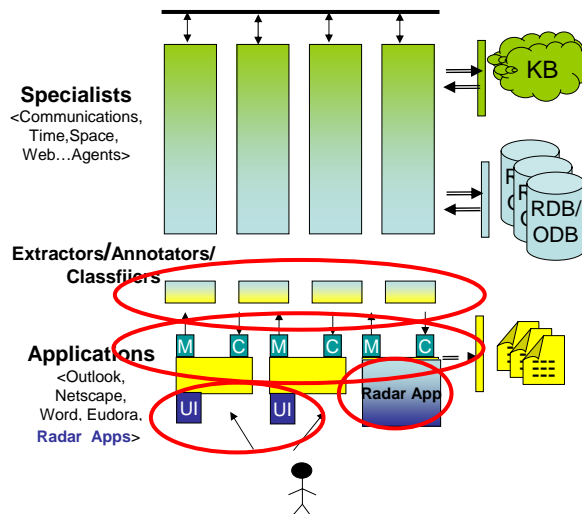 Specialists
<Communications,
Time,Space,
Web…Agents>
KB
RDB/
ODB
Extractors/Annotators/
Classfiiers
M C M C M C
Applications
<Outlook,
Netscape,
Word, Eudora,
Radar Apps>
UI UI
Radar App